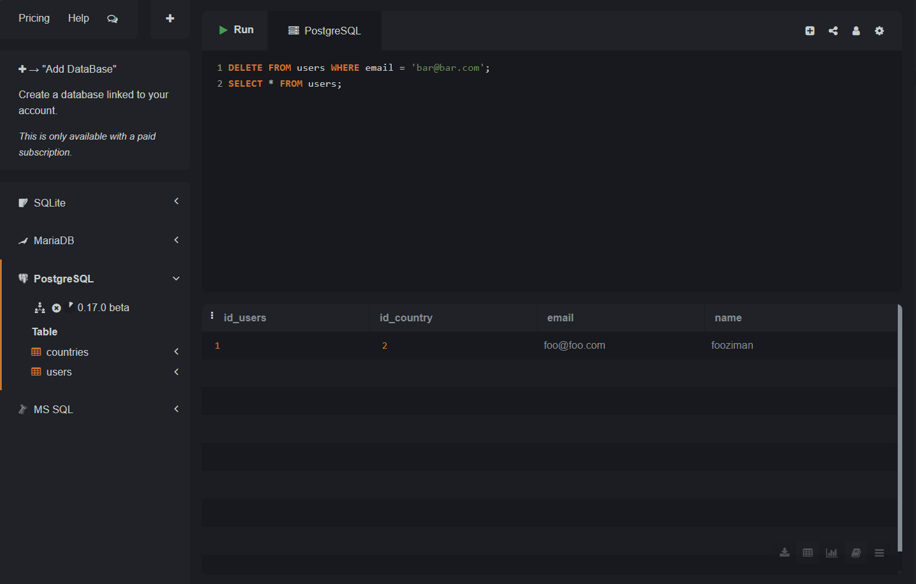 Pricing Help
Run PostgreSQL
→ "Add DataBase"
Create a database linked to your
account.
This is only available with a paid
subscription.
SQLite
MariaDB
PostgreSQL
0.17.0 beta
Table
countries
users
MS SQL
1 DELETE FROM users WHERE email = 'bar@bar.com';
2 SELECT * FROM users;
id_users id_country email name
1 2 foo@foo.com fooziman